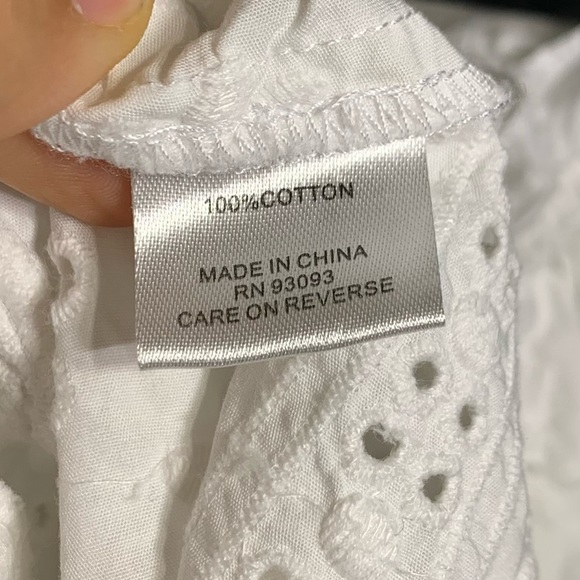 100%COTTON
MADE IN CHINA
RN 93093
CARE ON REVERSE